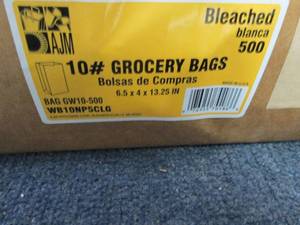 AJM
Bleached
blanca
500
10# GROCERY BAGS
Bolsas de Compras
6.5 x 4 x 13.25 IN
BAG GW10-500
WB10NP5CLG